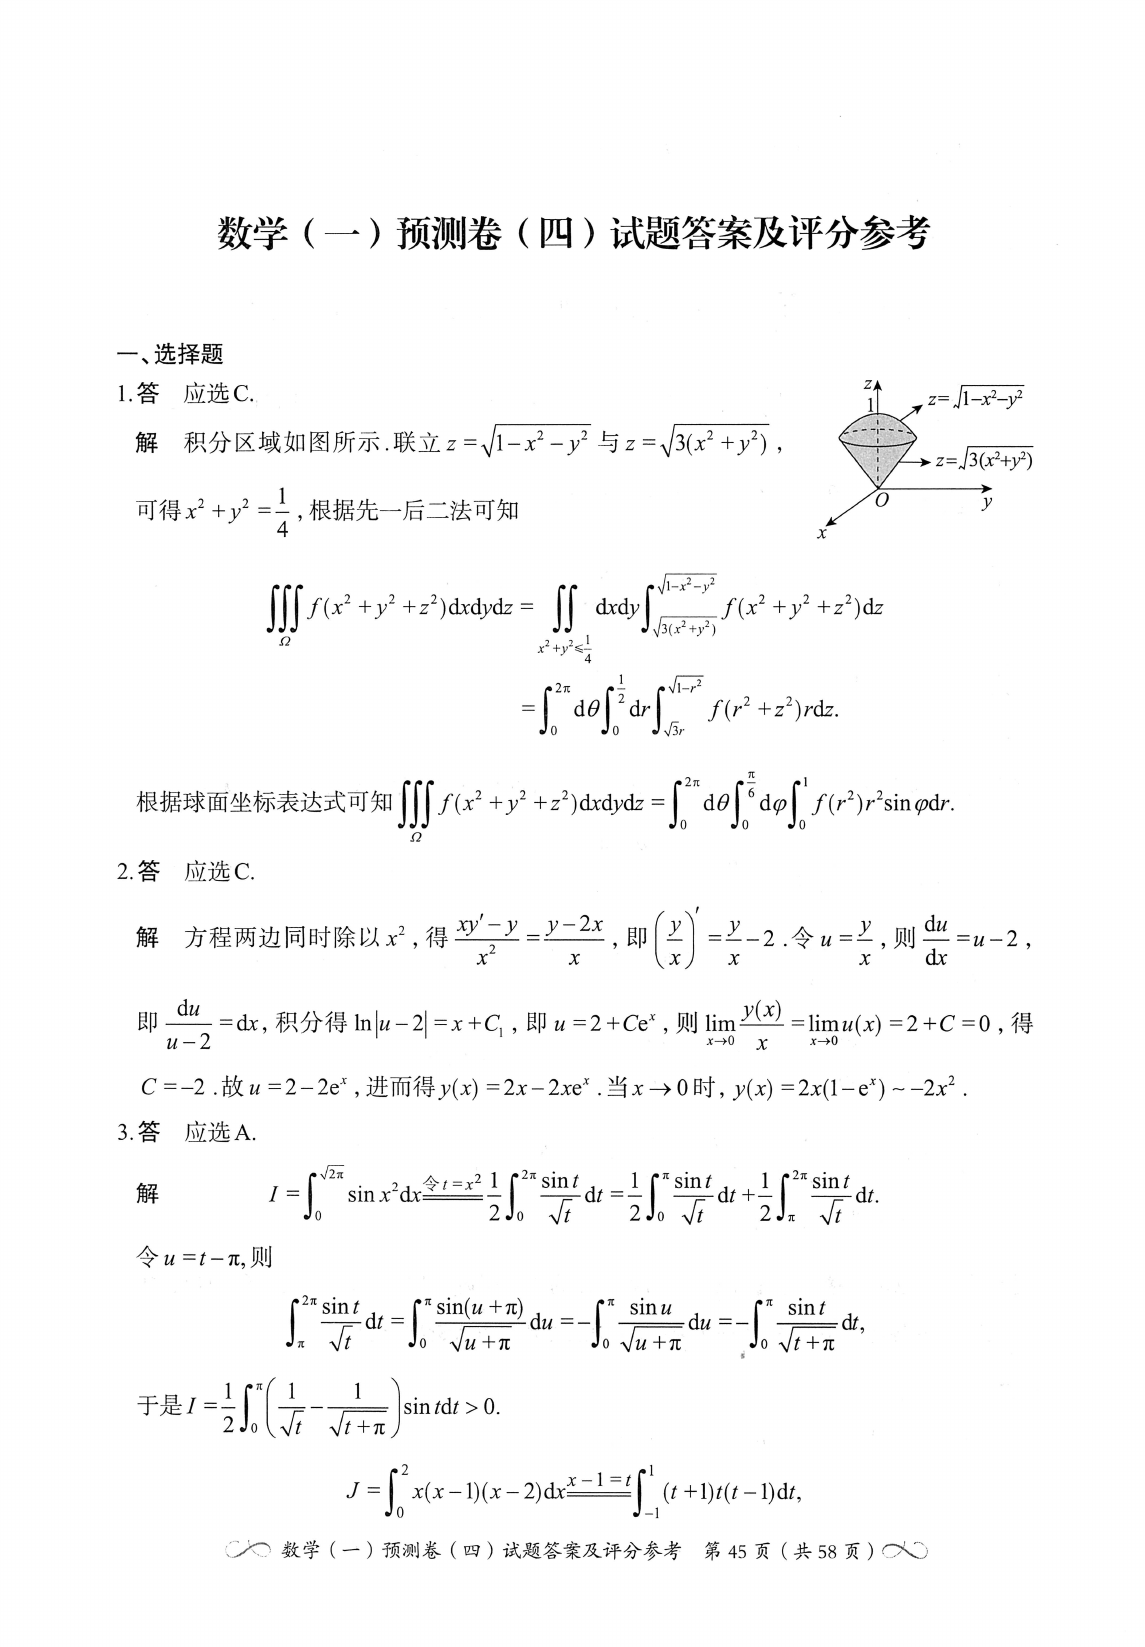 数学(一)预测卷(四)试题答案及评分参考
一、选择题
1.答 应选C.
解 积分区域如图所示.联立 z=√(1−x²−y²) 与 z=√(3(x²+y²)),
可得 x²+y²=1/4,根据先一后二法可知
z
1
z=√(1−x²−y²)
z=√(3(x²+y²))
O
y
x
∭_Ω f(x²+y²+z²)dxdydz = ∬_{x²+y²≤1/4} dxdy ∫_{√(3(x²+y²))}^{√(1−x²−y²)} f(x²+y²+z²)dz
=∫_0^{2π} dθ ∫_0^{1/2} dr ∫_{√3r}^{√(1−r²)} f(r²+z²)rdz.
根据球面坐标表达式可知 ∭_Ω f(x²+y²+z²)dxdydz = ∫_0^{2π} dθ ∫_0^{π/6} dφ ∫_0^1 f(r²)r²sinφdr.
2.答 应选C.
解 方程两边同时除以 x²,得 (xy′−y)/x² = (y−2x)/x,即 (y/x)′ = y/x −2.令 u=y/x,则 du/dx =u−2,
即 du/(u−2) =dx,积分得 ln|u−2|=x+C₁,即 u=2+Ceˣ,则 lim_{x→0} y(x)/x = lim_{x→0} u(x)=2+C=0,得
C=−2.故 u=2−2eˣ,进而得 y(x)=2x−2xeˣ.当 x→0时,y(x)=2x(1−eˣ)~−2x².
3.答 应选A.
解 I=∫_0^{√(2π)} sin x²dx 令t=x² = 1/2 ∫_0^{2π} sin t/√t dt = 1/2 ∫_0^π sin t/√t dt + 1/2 ∫_π^{2π} sin t/√t dt.
令 u=t−π,则
∫_π^{2π} sin t/√t dt = ∫_0^π sin(u+π)/√(u+π) du = −∫_0^π sin u/√(u+π) du = −∫_0^π sin t/√(t+π) dt,
于是 I= 1/2 ∫_0^π (1/√t − 1/√(t+π)) sin tdt>0.
J=∫_0^2 x(x−1)(x−2)dx x−1=t = ∫_{−1}^1 (t+1)t(t−1)dt,
数学(一)预测卷(四)试题答案及评分参考 第 45 页(共 58 页)